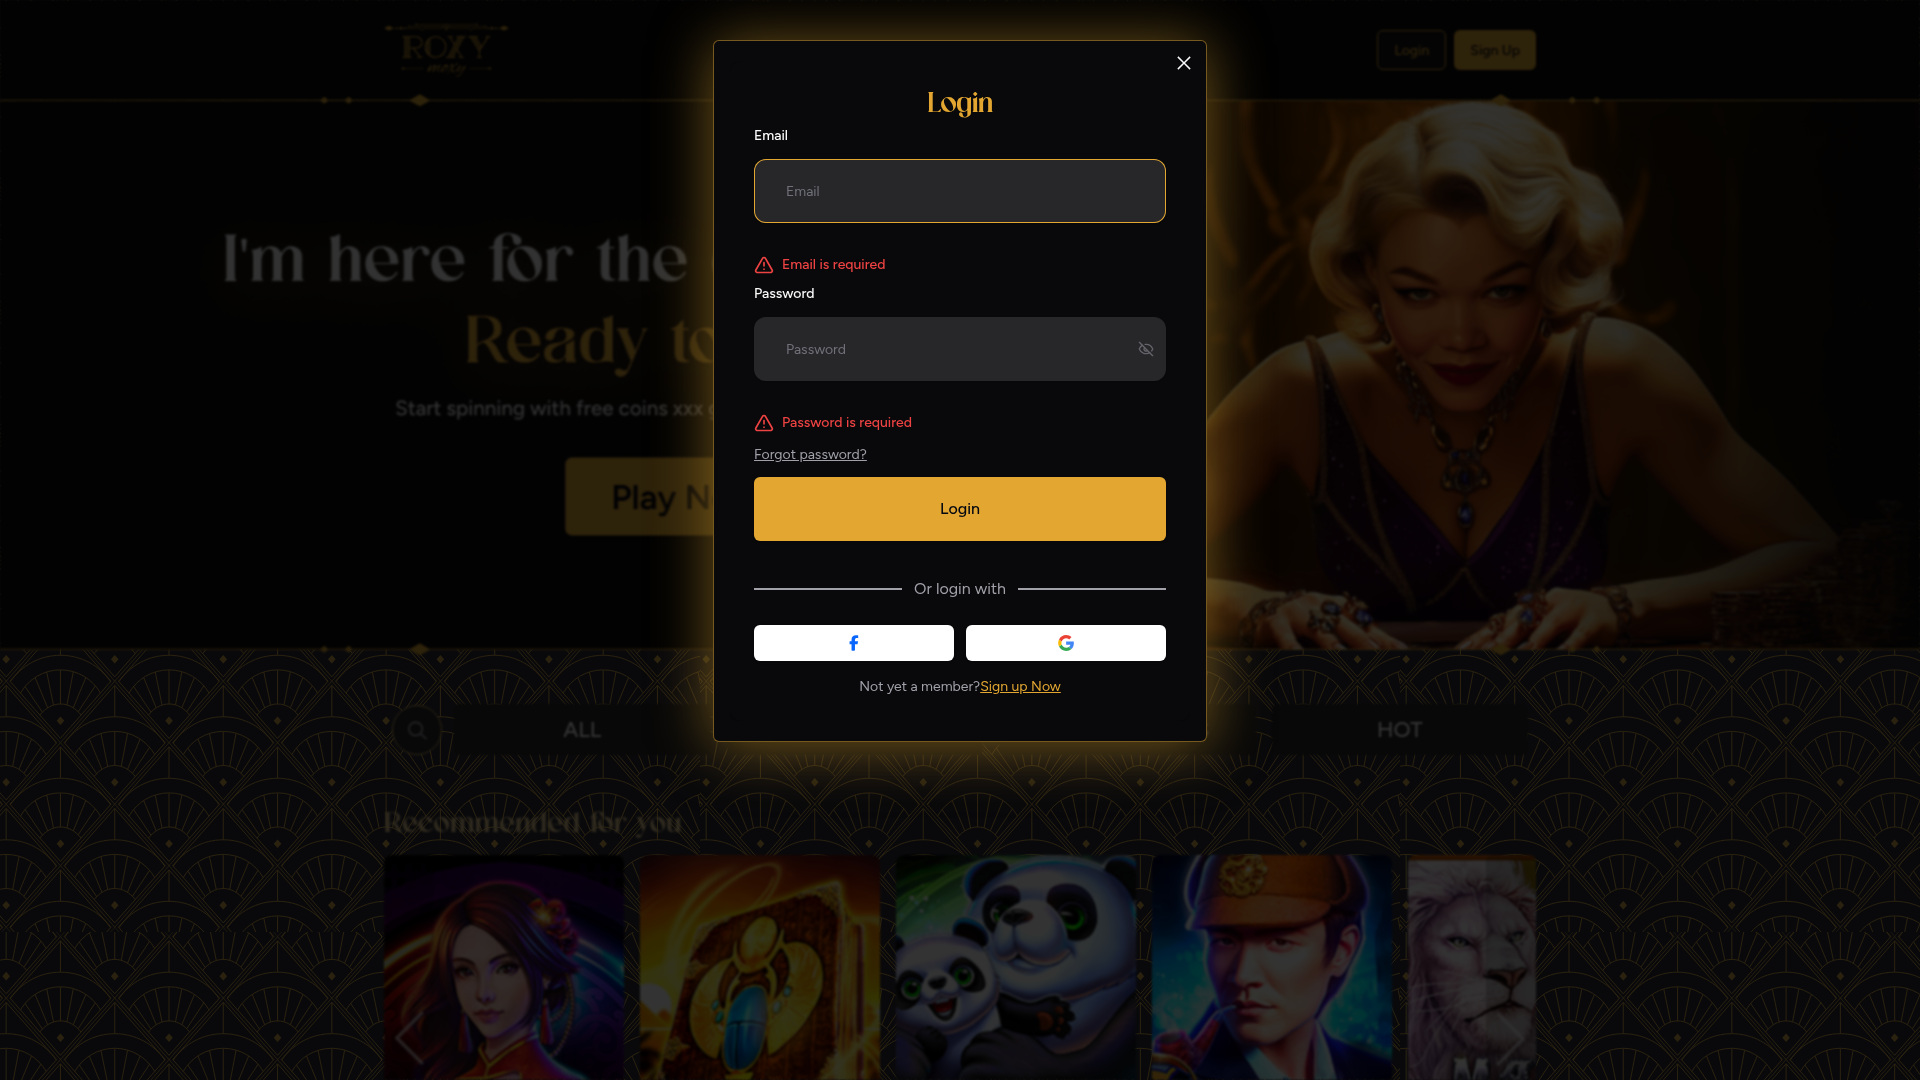 ROXY
moxy
Login
Sign Up
Login
Email
Email
Email is required
Password
Password
Password is required
Forgot password?
Login
Or login with
Not yet a member?Sign up Now
I'm here for the
Ready to
Start spinning with free coins xxx
Play N
ALL
HOT
Recommended for you